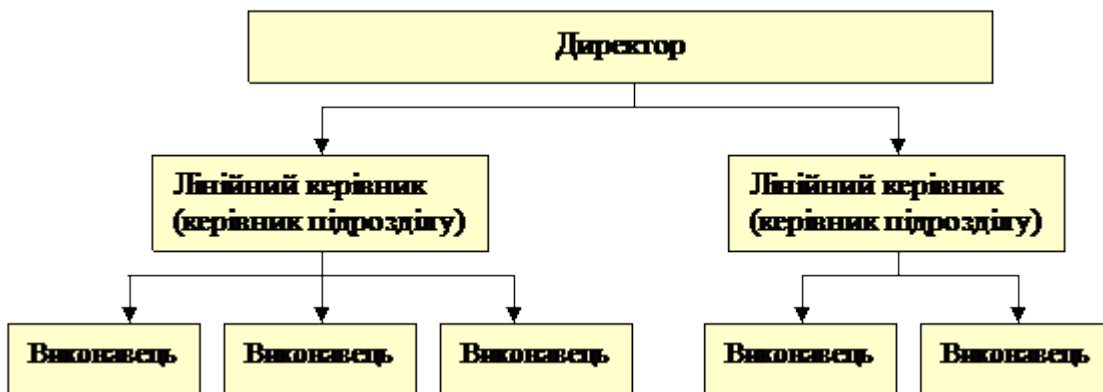 Директор
Лінійний керівник
(керівник підрозділу)
Лінійний керівник
(керівник підрозділу)
Виконавець
Виконавець
Виконавець
Виконавець
Виконавець